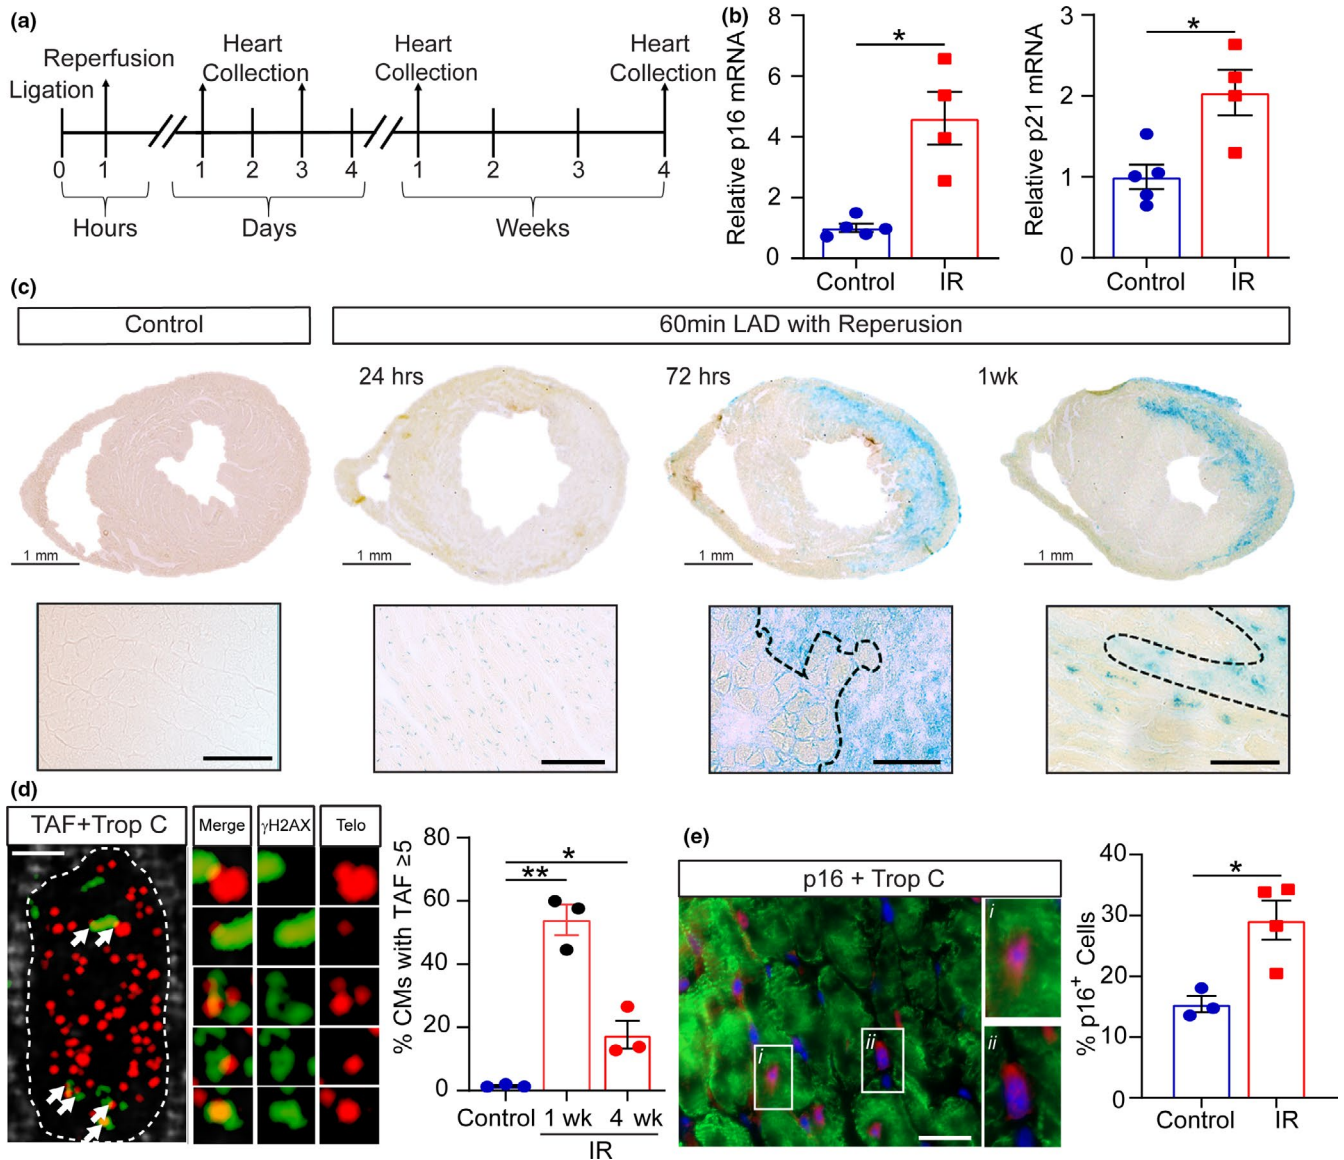 (a)
Ligation
Reperfusion
Heart
Collection
Heart
Collection
Heart
Collection
0 1 1 2 3 4 1 2 3 4
Hours Days Weeks
(b)
Relative p16 mRNA
8
6
4
2
0
*
Control IR
Relative p21 mRNA
3
2
1
0
*
Control IR
(c)
Control
60min LAD with Reperusion
24 hrs
72 hrs
1wk
1 mm
1 mm
1 mm
1 mm
(d)
TAF+Trop C
Merge
γH2AX
Telo
% CMs with TAF ≥5
80
60
40
20
0
*
**
Control 1 wk 4 wk
IR
(e)
p16 + Trop C
i
ii
i
ii
% p16+ Cells
40
30
20
10
0
*
Control IR